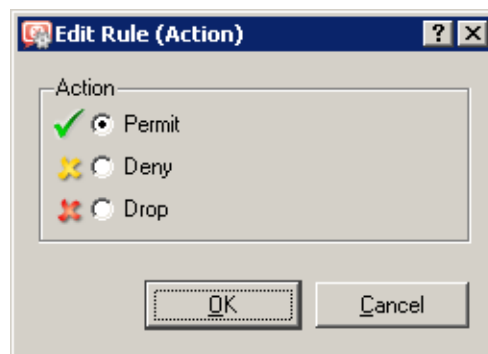 Edit Rule (Action)
Action
Permit
Deny
Drop
OK Cancel